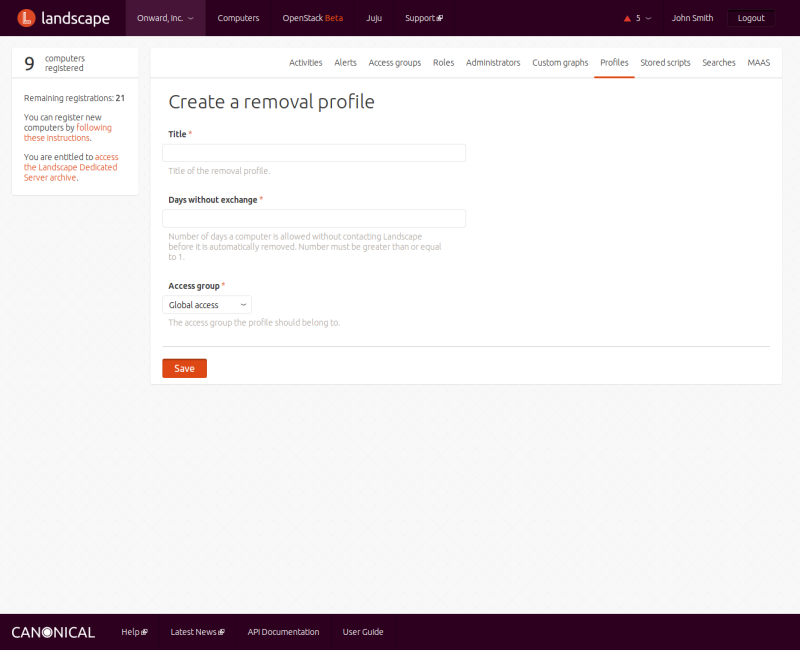 landscape
Onward, Inc.
Computers
OpenStack Beta
Juju
Support
5
John Smith
Logout
9 computers
registered
Remaining registrations: 21
You can register new
computers by following
these instructions.
You are entitled to access
the Landscape Dedicated
Server archive.
Activities
Alerts
Access groups
Roles
Administrators
Custom graphs
Profiles
Stored scripts
Searches
MAAS
Create a removal profile
Title *
Title of the removal profile.
Days without exchange *
Number of days a computer is allowed without contacting Landscape
before it is automatically removed. Number must be greater than or equal
to 1.
Access group *
Global access
The access group the profile should belong to.
Save
CANONICAL
Help
Latest News
API Documentation
User Guide